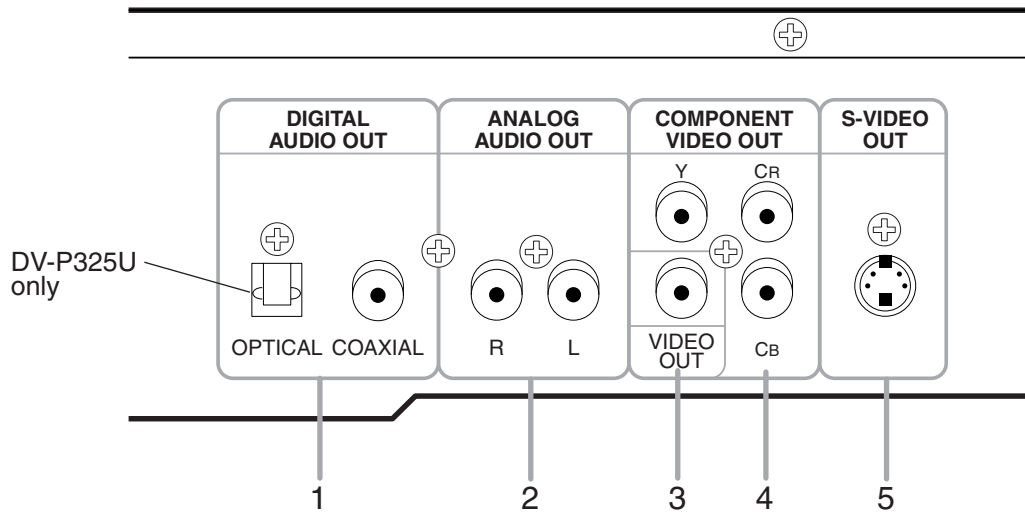 DIGITAL
AUDIO OUT
ANALOG
AUDIO OUT
COMPONENT
VIDEO OUT
S-VIDEO
OUT
Y
CR
DV-P325U
only
OPTICAL
COAXIAL
R
L
VIDEO
OUT
CB
1
2
3
4
5